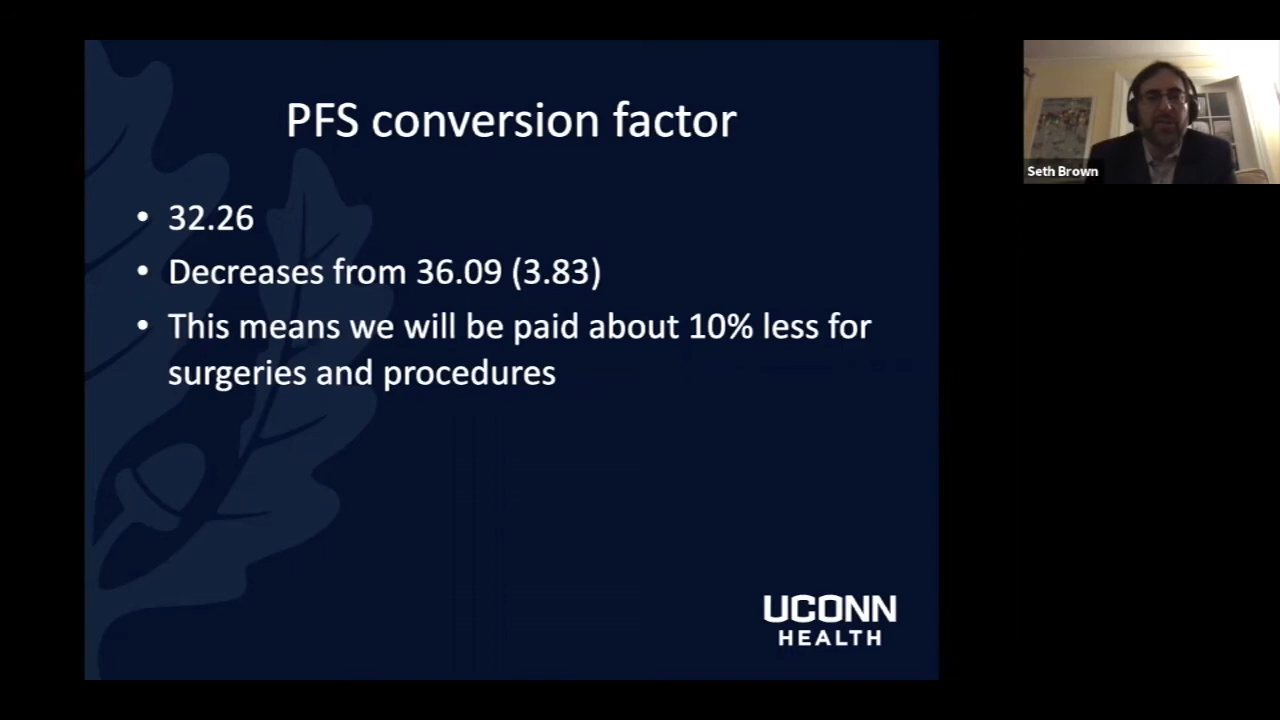 PFS conversion factor
• 32.26
• Decreases from 36.09 (3.83)
• This means we will be paid about 10% less for
surgeries and procedures
UCONN
HEALTH
Seth Brown